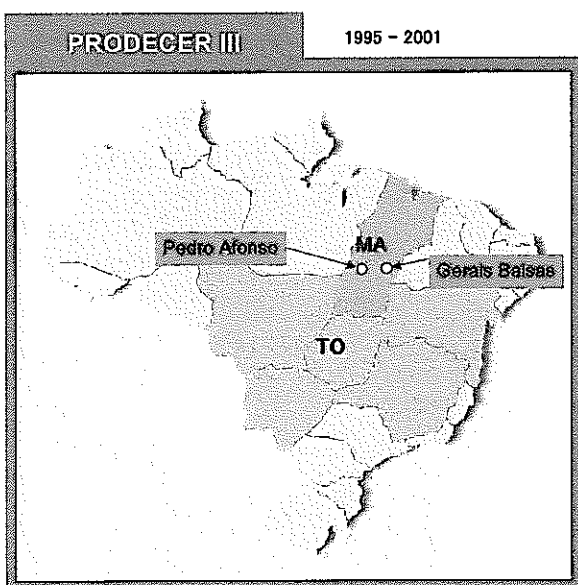 PRODECER III
1995 - 2001
MA
Pedro Afonso
Gerais Balsas
TO